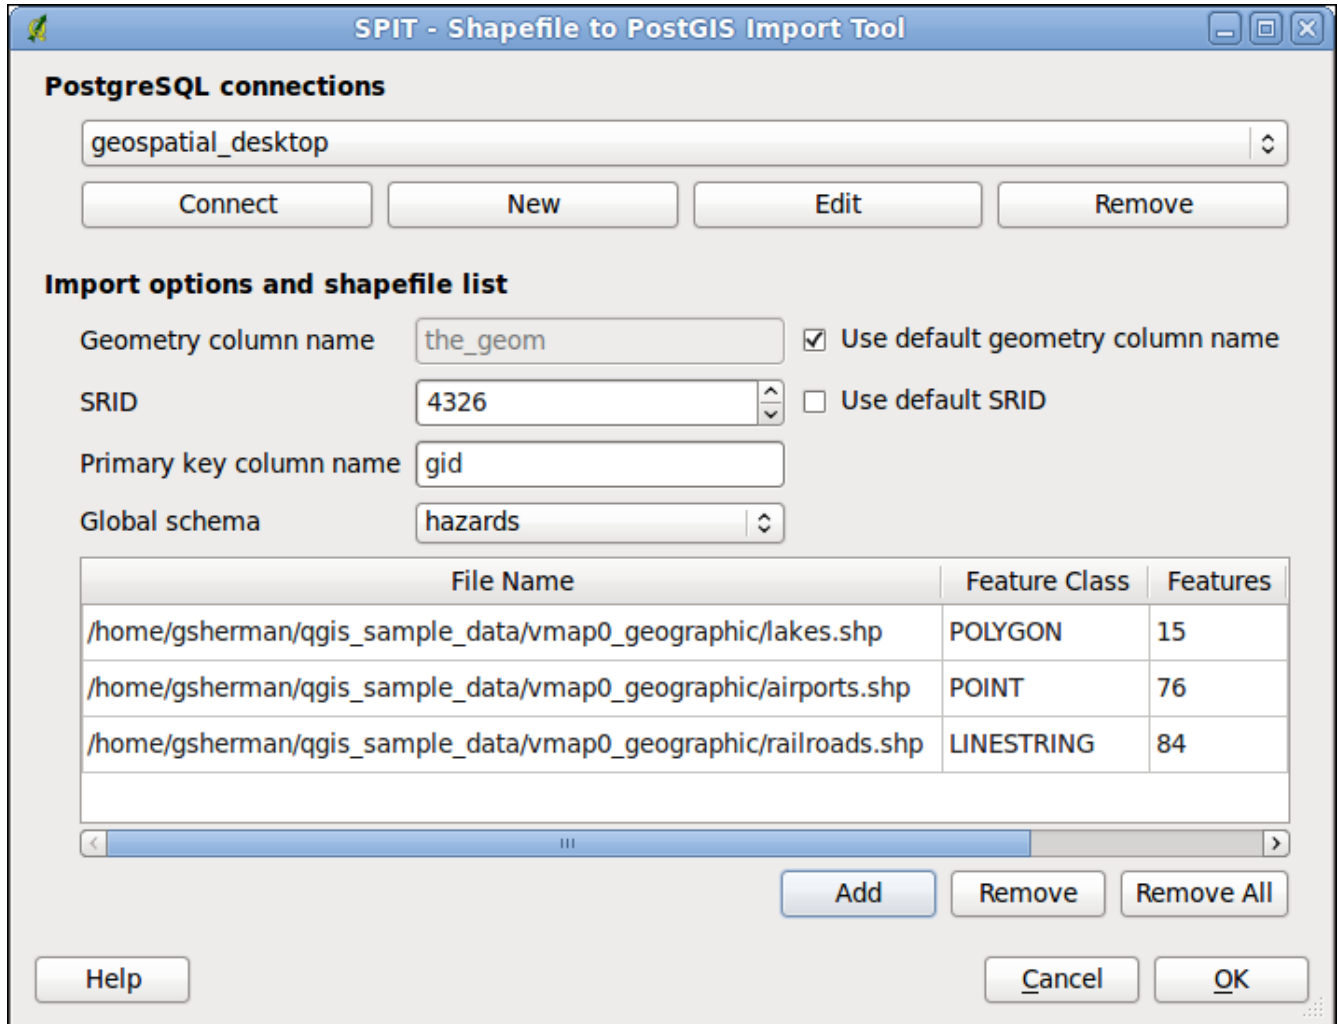 SPIT - Shapefile to PostGIS Import Tool
PostgreSQL connections
geospatial_desktop
Connect New Edit Remove
Import options and shapefile list
Geometry column name the_geom Use default geometry column name
SRID 4326 Use default SRID
Primary key column name gid
Global schema hazards
File Name Feature Class Features
/home/gsherman/qgis_sample_data/vmap0_geographic/lakes.shp POLYGON 15
/home/gsherman/qgis_sample_data/vmap0_geographic/airports.shp POINT 76
/home/gsherman/qgis_sample_data/vmap0_geographic/railroads.shp LINESTRING 84
Add Remove Remove All
Help Cancel OK